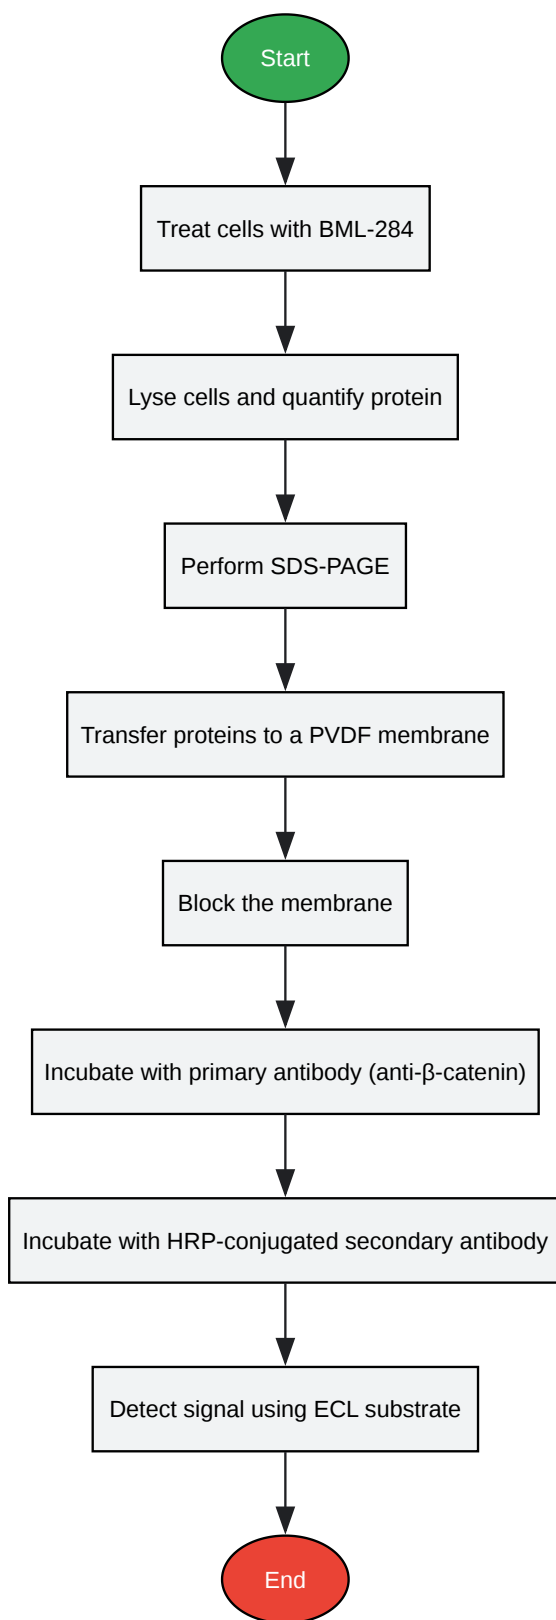 Start
Treat cells with BML-284
Lyse cells and quantify protein
Perform SDS-PAGE
Transfer proteins to a PVDF membrane
Block the membrane
Incubate with primary antibody (anti-β-catenin)
Incubate with HRP-conjugated secondary antibody
Detect signal using ECL substrate
End